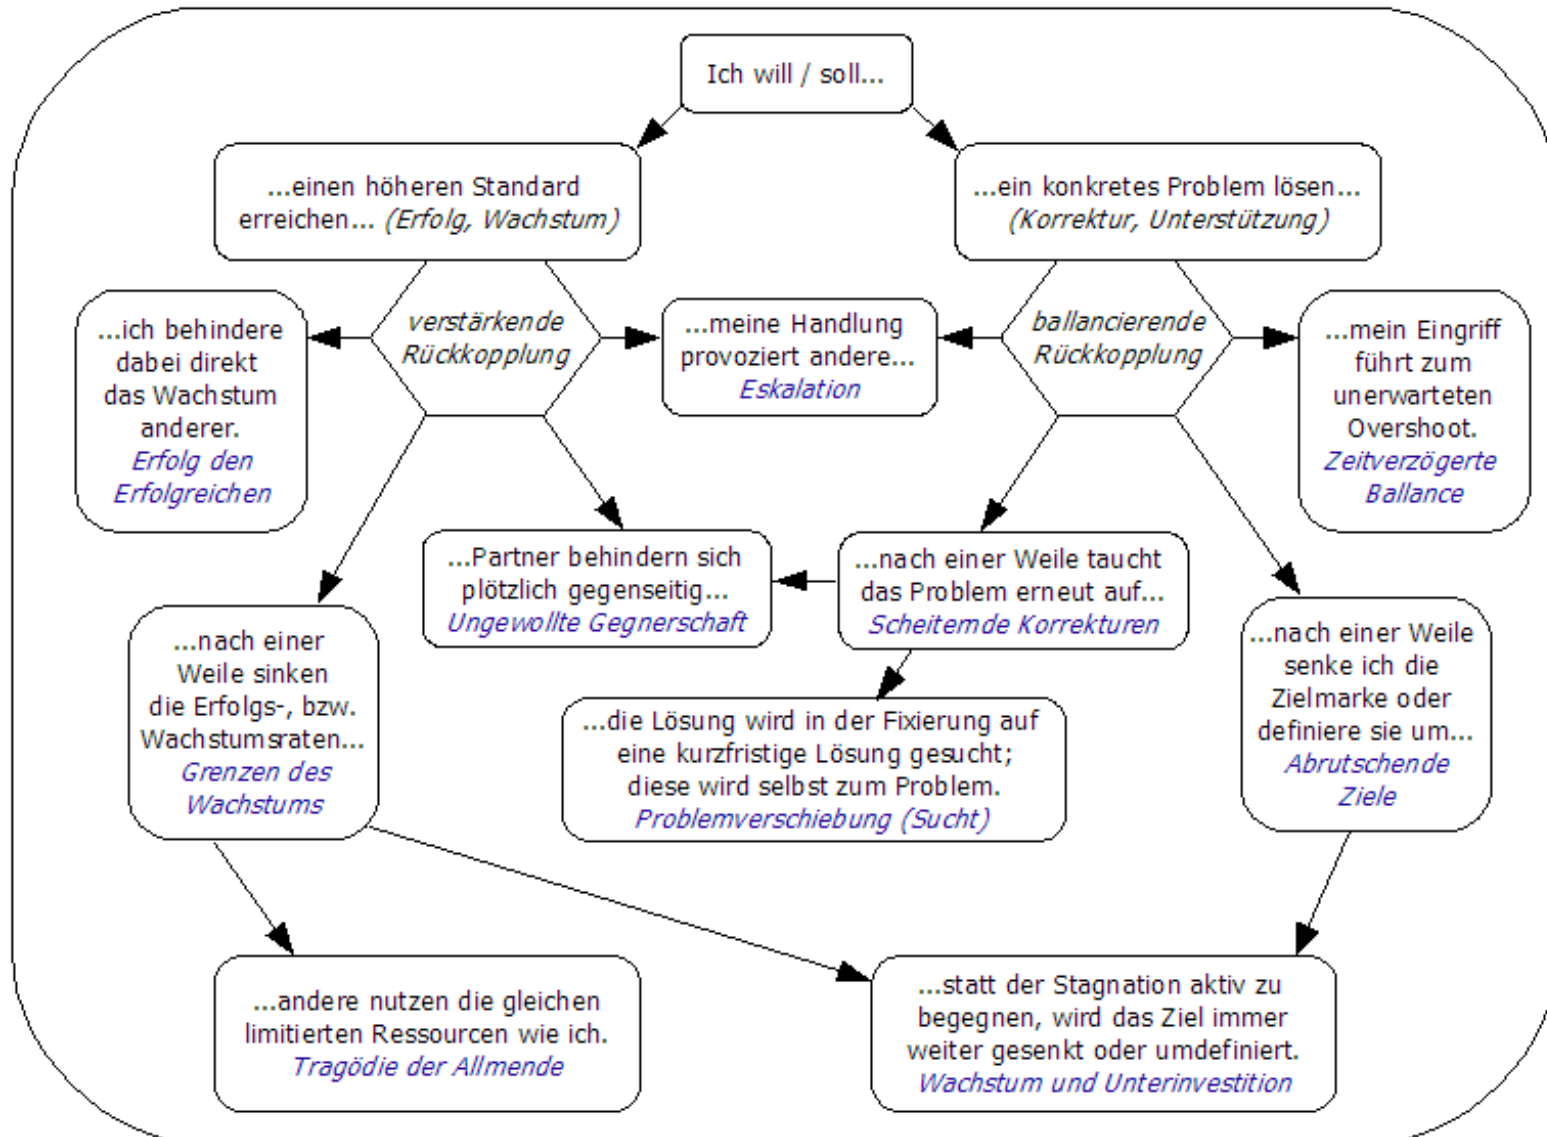 Ich will / soll...
...einen höheren Standard
erreichen... (Erfolg, Wachstum)
...ein konkretes Problem lösen...
(Korrektur, Unterstützung)
...ich behindere
dabei direkt
das Wachstum
anderer.
Erfolg den
Erfolgreichen
verstärkende
Rückkopplung
...meine Handlung
provoziert andere...
Eskalation
ballancierende
Rückkopplung
...mein Eingriff
führt zum
unerwarteten
Overshoot.
Zeitverzögerte
Ballance
...Partner behindern sich
plötzlich gegenseitig...
Ungewollte Gegnerschaft
...nach einer Weile taucht
das Problem erneut auf...
Scheiternde Korrekturen
...nach einer
Weile sinken
die Erfolgs-, bzw.
Wachstumsraten...
Grenzen des
Wachstums
...die Lösung wird in der Fixierung auf
eine kurzfristige Lösung gesucht;
diese wird selbst zum Problem.
Problemverschiebung (Sucht)
...nach einer Weile
senke ich die
Zielmarke oder
definiere sie um...
Abrutschende
Ziele
...andere nutzen die gleichen
limitierten Ressourcen wie ich.
Tragödie der Allmende
...statt der Stagnation aktiv zu
begegnen, wird das Ziel immer
weiter gesenkt oder umdefiniert.
Wachstum und Unterinvestition